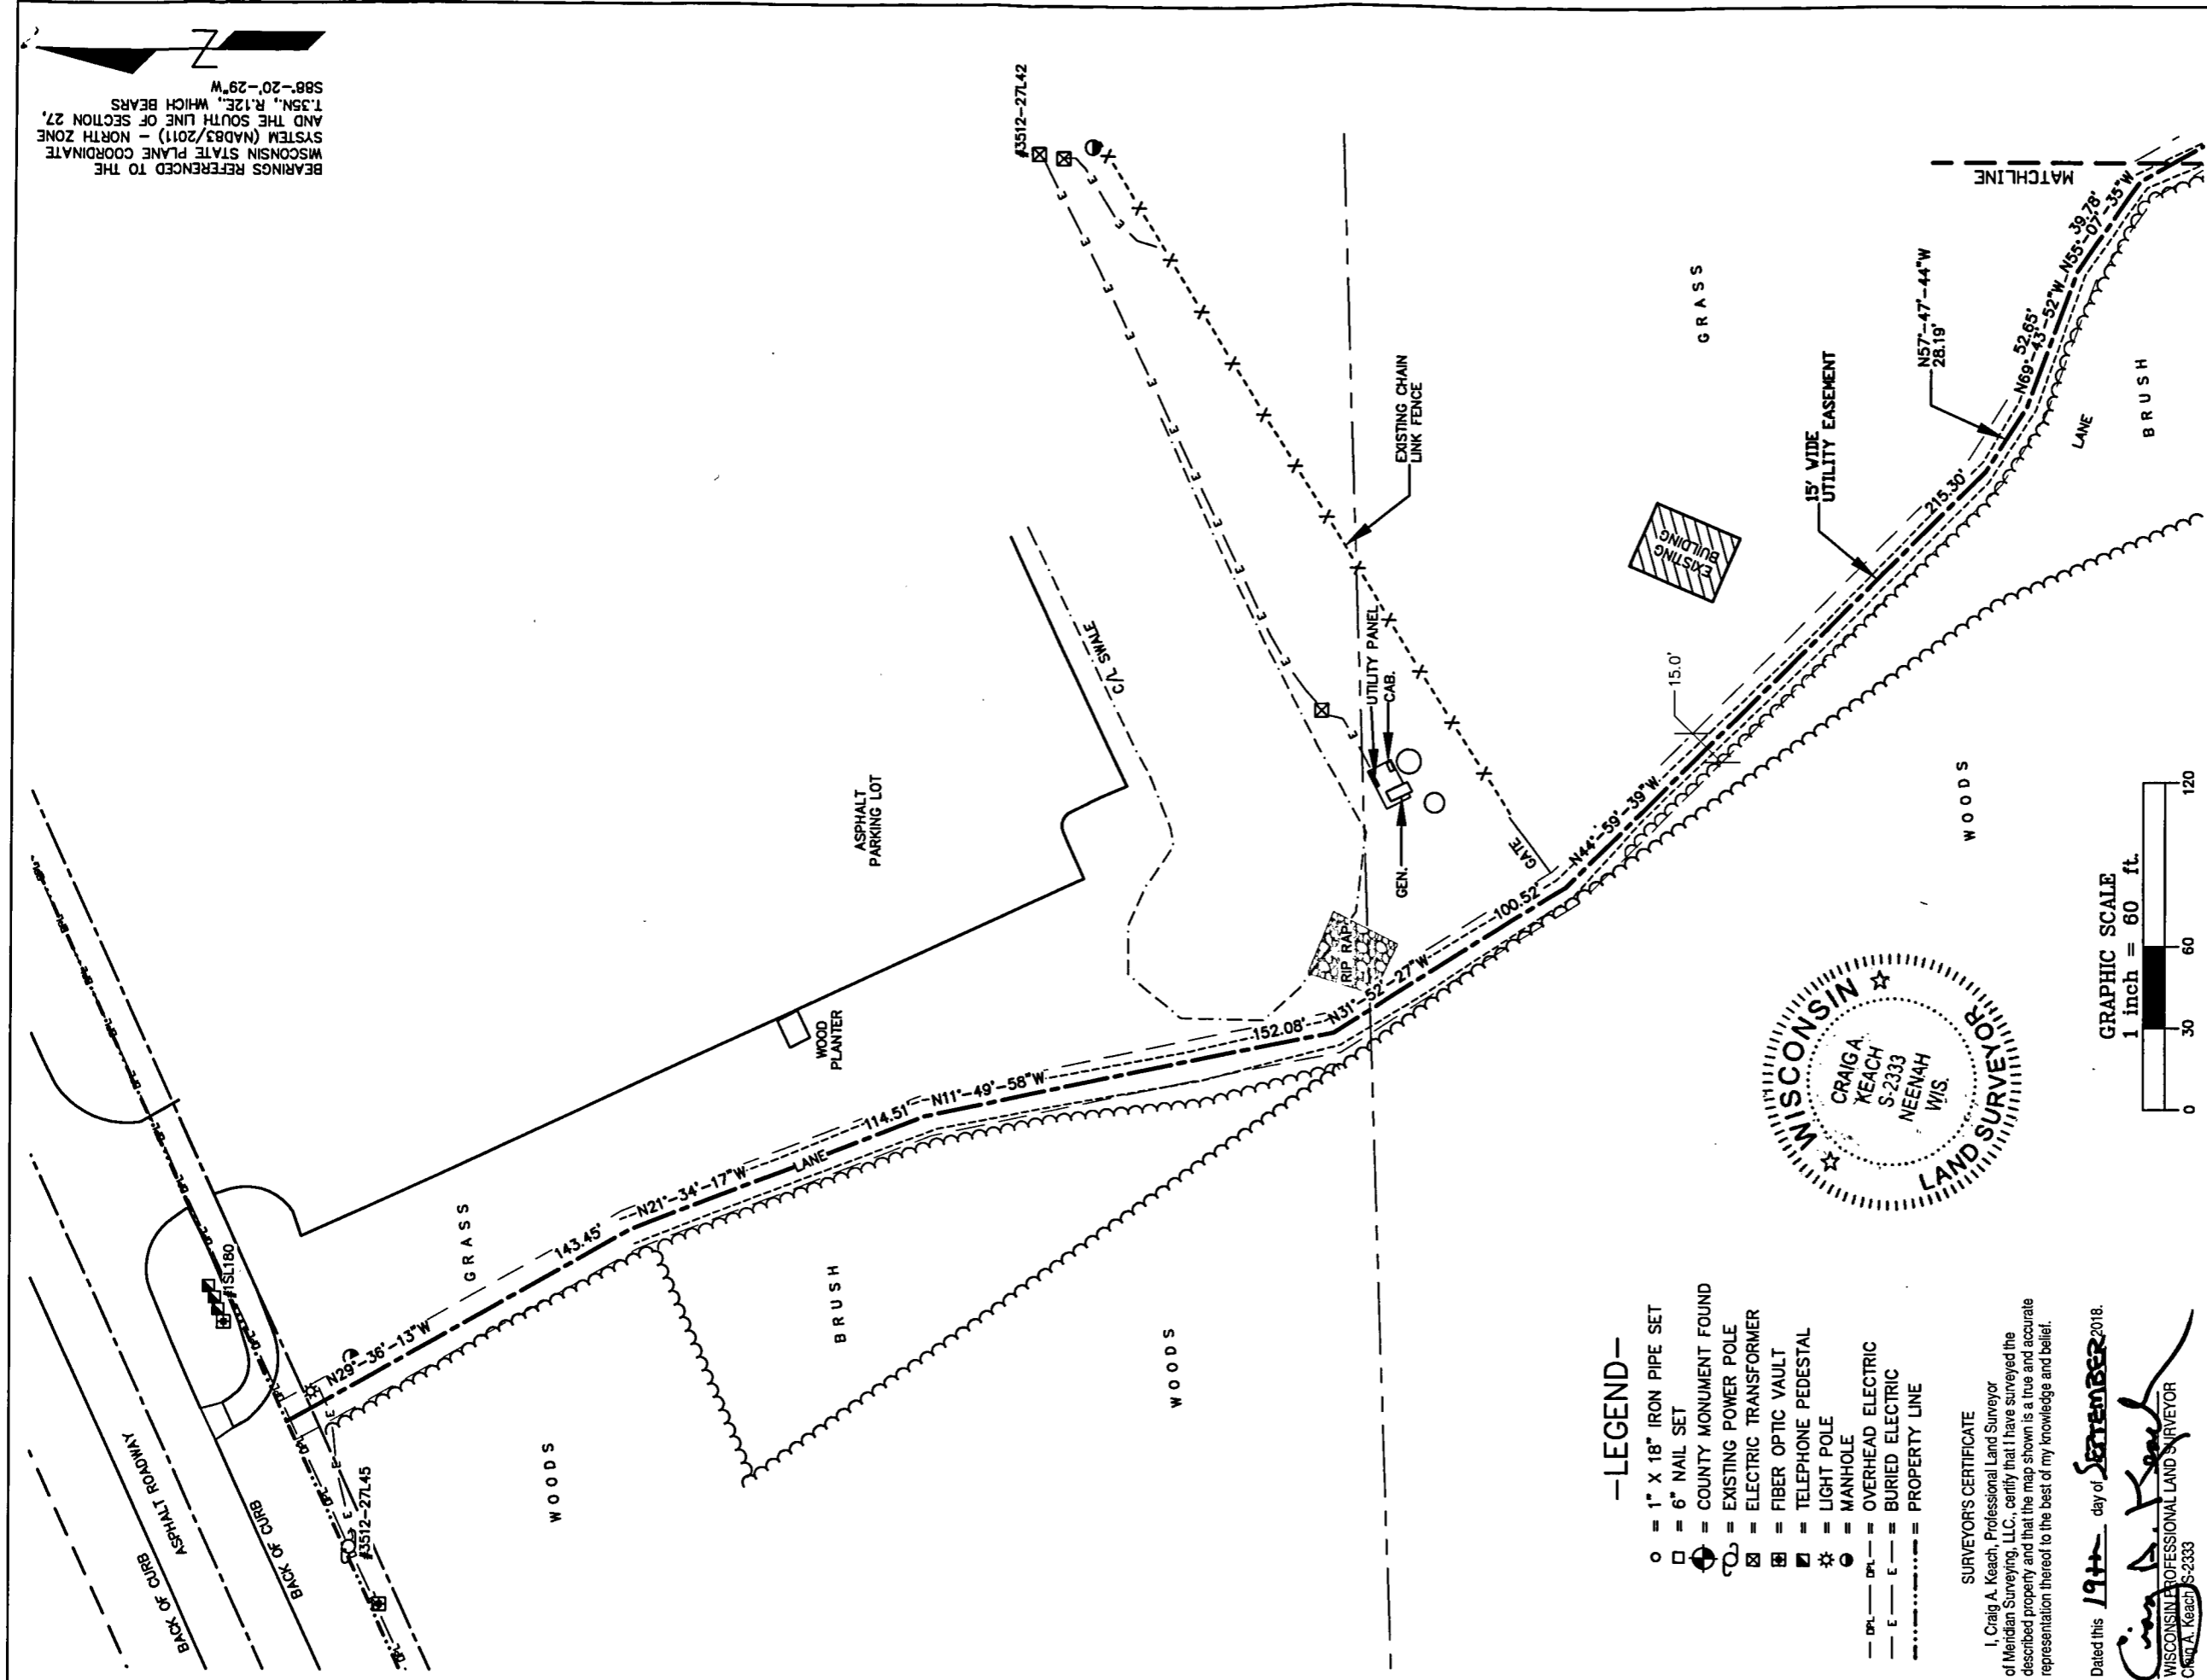 BEARINGS REFERENCED TO THE
WISCONSIN STATE PLANE COORDINATE
SYSTEM (NAD83/2011) - NORTH ZONE
AND THE SOUTH LINE OF SECTION 27,
T.35N., R.12E., WHICH BEARS
S88°-20'-29"W
Z
#3512-27L42
MATCHLINE
39.78'
N55°-07'-35"W
52.65'
N69°-43'-52"W
N57°-47'-44"W
28.19'
GRASS
LANE
BRUSH
15' WIDE
UTILITY EASEMENT
215.30'
EXISTING
BUILDING
EXISTING CHAIN
LINK FENCE
UTILITY PANEL
CAB.
GEN.
GATE
15.0'
N44°-59'-39"W
WOODS
100.52'
N31°-52'-27"W
RIP RAP
C/L SWALE
ASPHALT
PARKING LOT
WOOD
PLANTER
152.08'
N11°-49'-58"W
114.51'
LANE
N21°-34'-17"W
143.45'
N29°-36'-13"W
GRASS
BRUSH
WOODS
WOODS
#1SL180
#3512-27L45
BACK OF CURB
ASPHALT ROADWAY
BACK OF CURB
OPL
E
X
GRAPHIC SCALE
1 inch = 60 ft.
0 30 60 120
WISCONSIN
CRAIG A.
KEACH
S-2333
NEENAH
WIS.
LAND SURVEYOR
-LEGEND-
= 1" X 18" IRON PIPE SET
= 6" NAIL SET
= COUNTY MONUMENT FOUND
= EXISTING POWER POLE
= ELECTRIC TRANSFORMER
= FIBER OPTIC VAULT
= TELEPHONE PEDESTAL
= LIGHT POLE
= MANHOLE
OPL = OVERHEAD ELECTRIC
E E = BURIED ELECTRIC
= PROPERTY LINE
SURVEYOR'S CERTIFICATE
I, Craig A. Keach, Professional Land Surveyor
of Meridian Surveying, LLC., certify that I have surveyed the
described property and that the map shown is a true and accurate
representation thereof to the best of my knowledge and belief.
Dated this 19th day of SEPTEMBER 2018.
Craig A. Keach
WISCONSIN PROFESSIONAL LAND SURVEYOR
Craig A. Keach S-2333